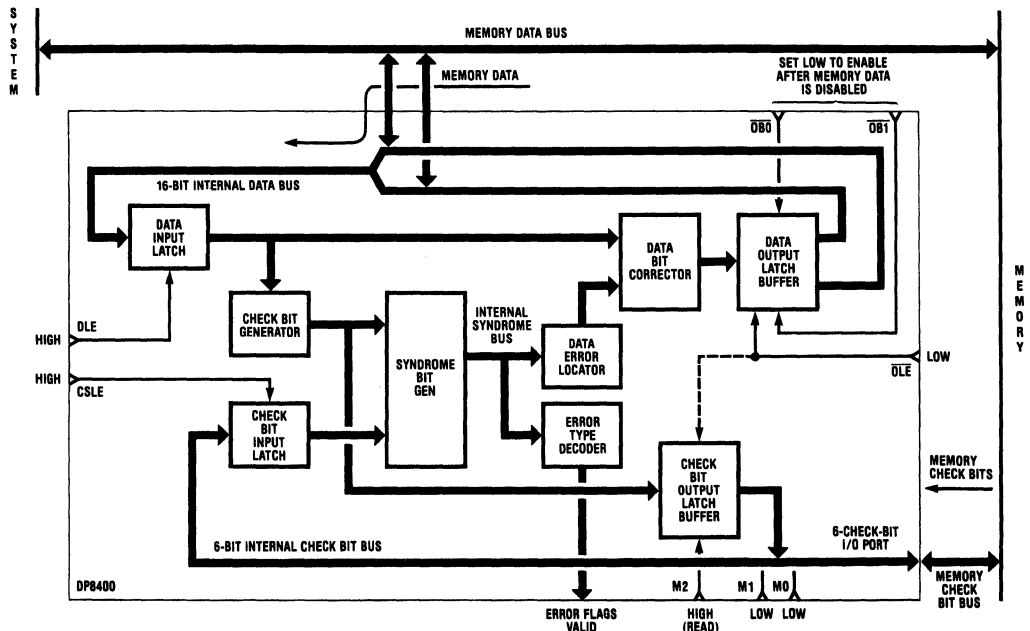 SYSTEM
MEMORY DATA BUS
MEMORY DATA
SET LOW TO ENABLE
AFTER MEMORY DATA
IS DISABLED
OB0
OB1
16-BIT INTERNAL DATA BUS
DATA
INPUT
LATCH
DATA
BIT
CORRECTOR
DATA
OUTPUT
LATCH
BUFFER
MEMORY
HIGH
DLE
CHECK BIT
GENERATOR
SYNDROME
BIT
GEN
INTERNAL
SYNDROME
BUS
DATA
ERROR
LOCATOR
LOW
OLE
HIGH
CSLE
CHECK
BIT
INPUT
LATCH
ERROR
TYPE
DECODER
CHECK
BIT
OUTPUT
LATCH
BUFFER
MEMORY
CHECK BITS
6-BIT INTERNAL CHECK BIT BUS
6-CHECK-BIT
I/O PORT
DP8400
M2
M1
M0
MEMORY
CHECK
BIT BUS
ERROR FLAGS
VALID
HIGH
(READ)
LOW
LOW